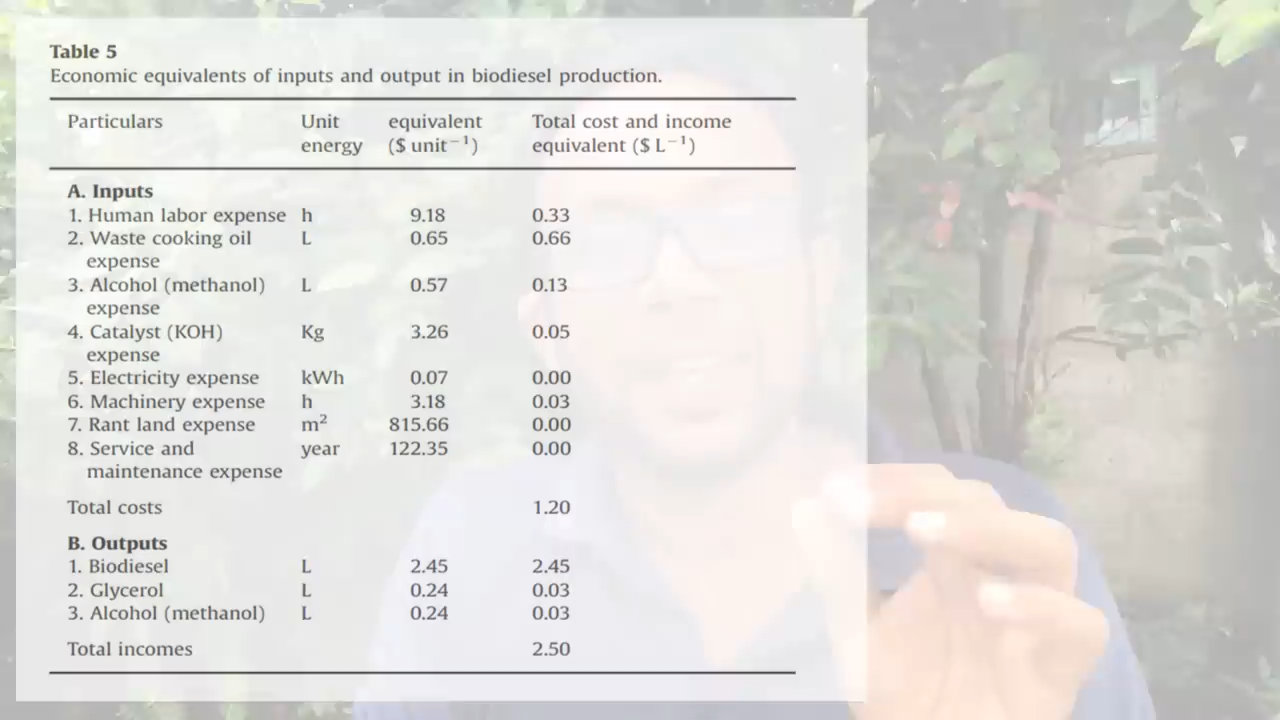 Table 5
Economic equivalents of inputs and output in biodiesel production.
Particulars Unit equivalent Total cost and income
energy ($ unit⁻¹) equivalent ($ L⁻¹)
A. Inputs
1. Human labor expense h 9.18 0.33
2. Waste cooking oil L 0.65 0.66
expense
3. Alcohol (methanol) L 0.57 0.13
expense
4. Catalyst (KOH) Kg 3.26 0.05
expense
5. Electricity expense kWh 0.07 0.00
6. Machinery expense h 3.18 0.03
7. Rant land expense m² 815.66 0.00
8. Service and year 122.35 0.00
maintenance expense
Total costs 1.20
B. Outputs
1. Biodiesel L 2.45 2.45
2. Glycerol L 0.24 0.03
3. Alcohol (methanol) L 0.24 0.03
Total incomes 2.50